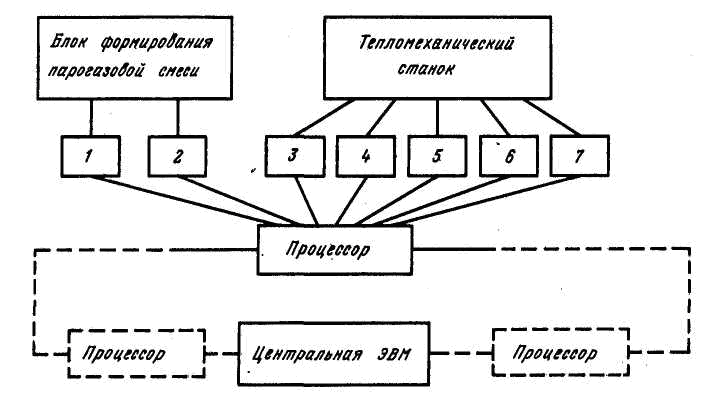 Блок формирования
парогазовой смеси
Тепломеханический
станок
1
2
3
4
5
6
7
Процессор
Процессор
Центральная ЭВМ
Процессор